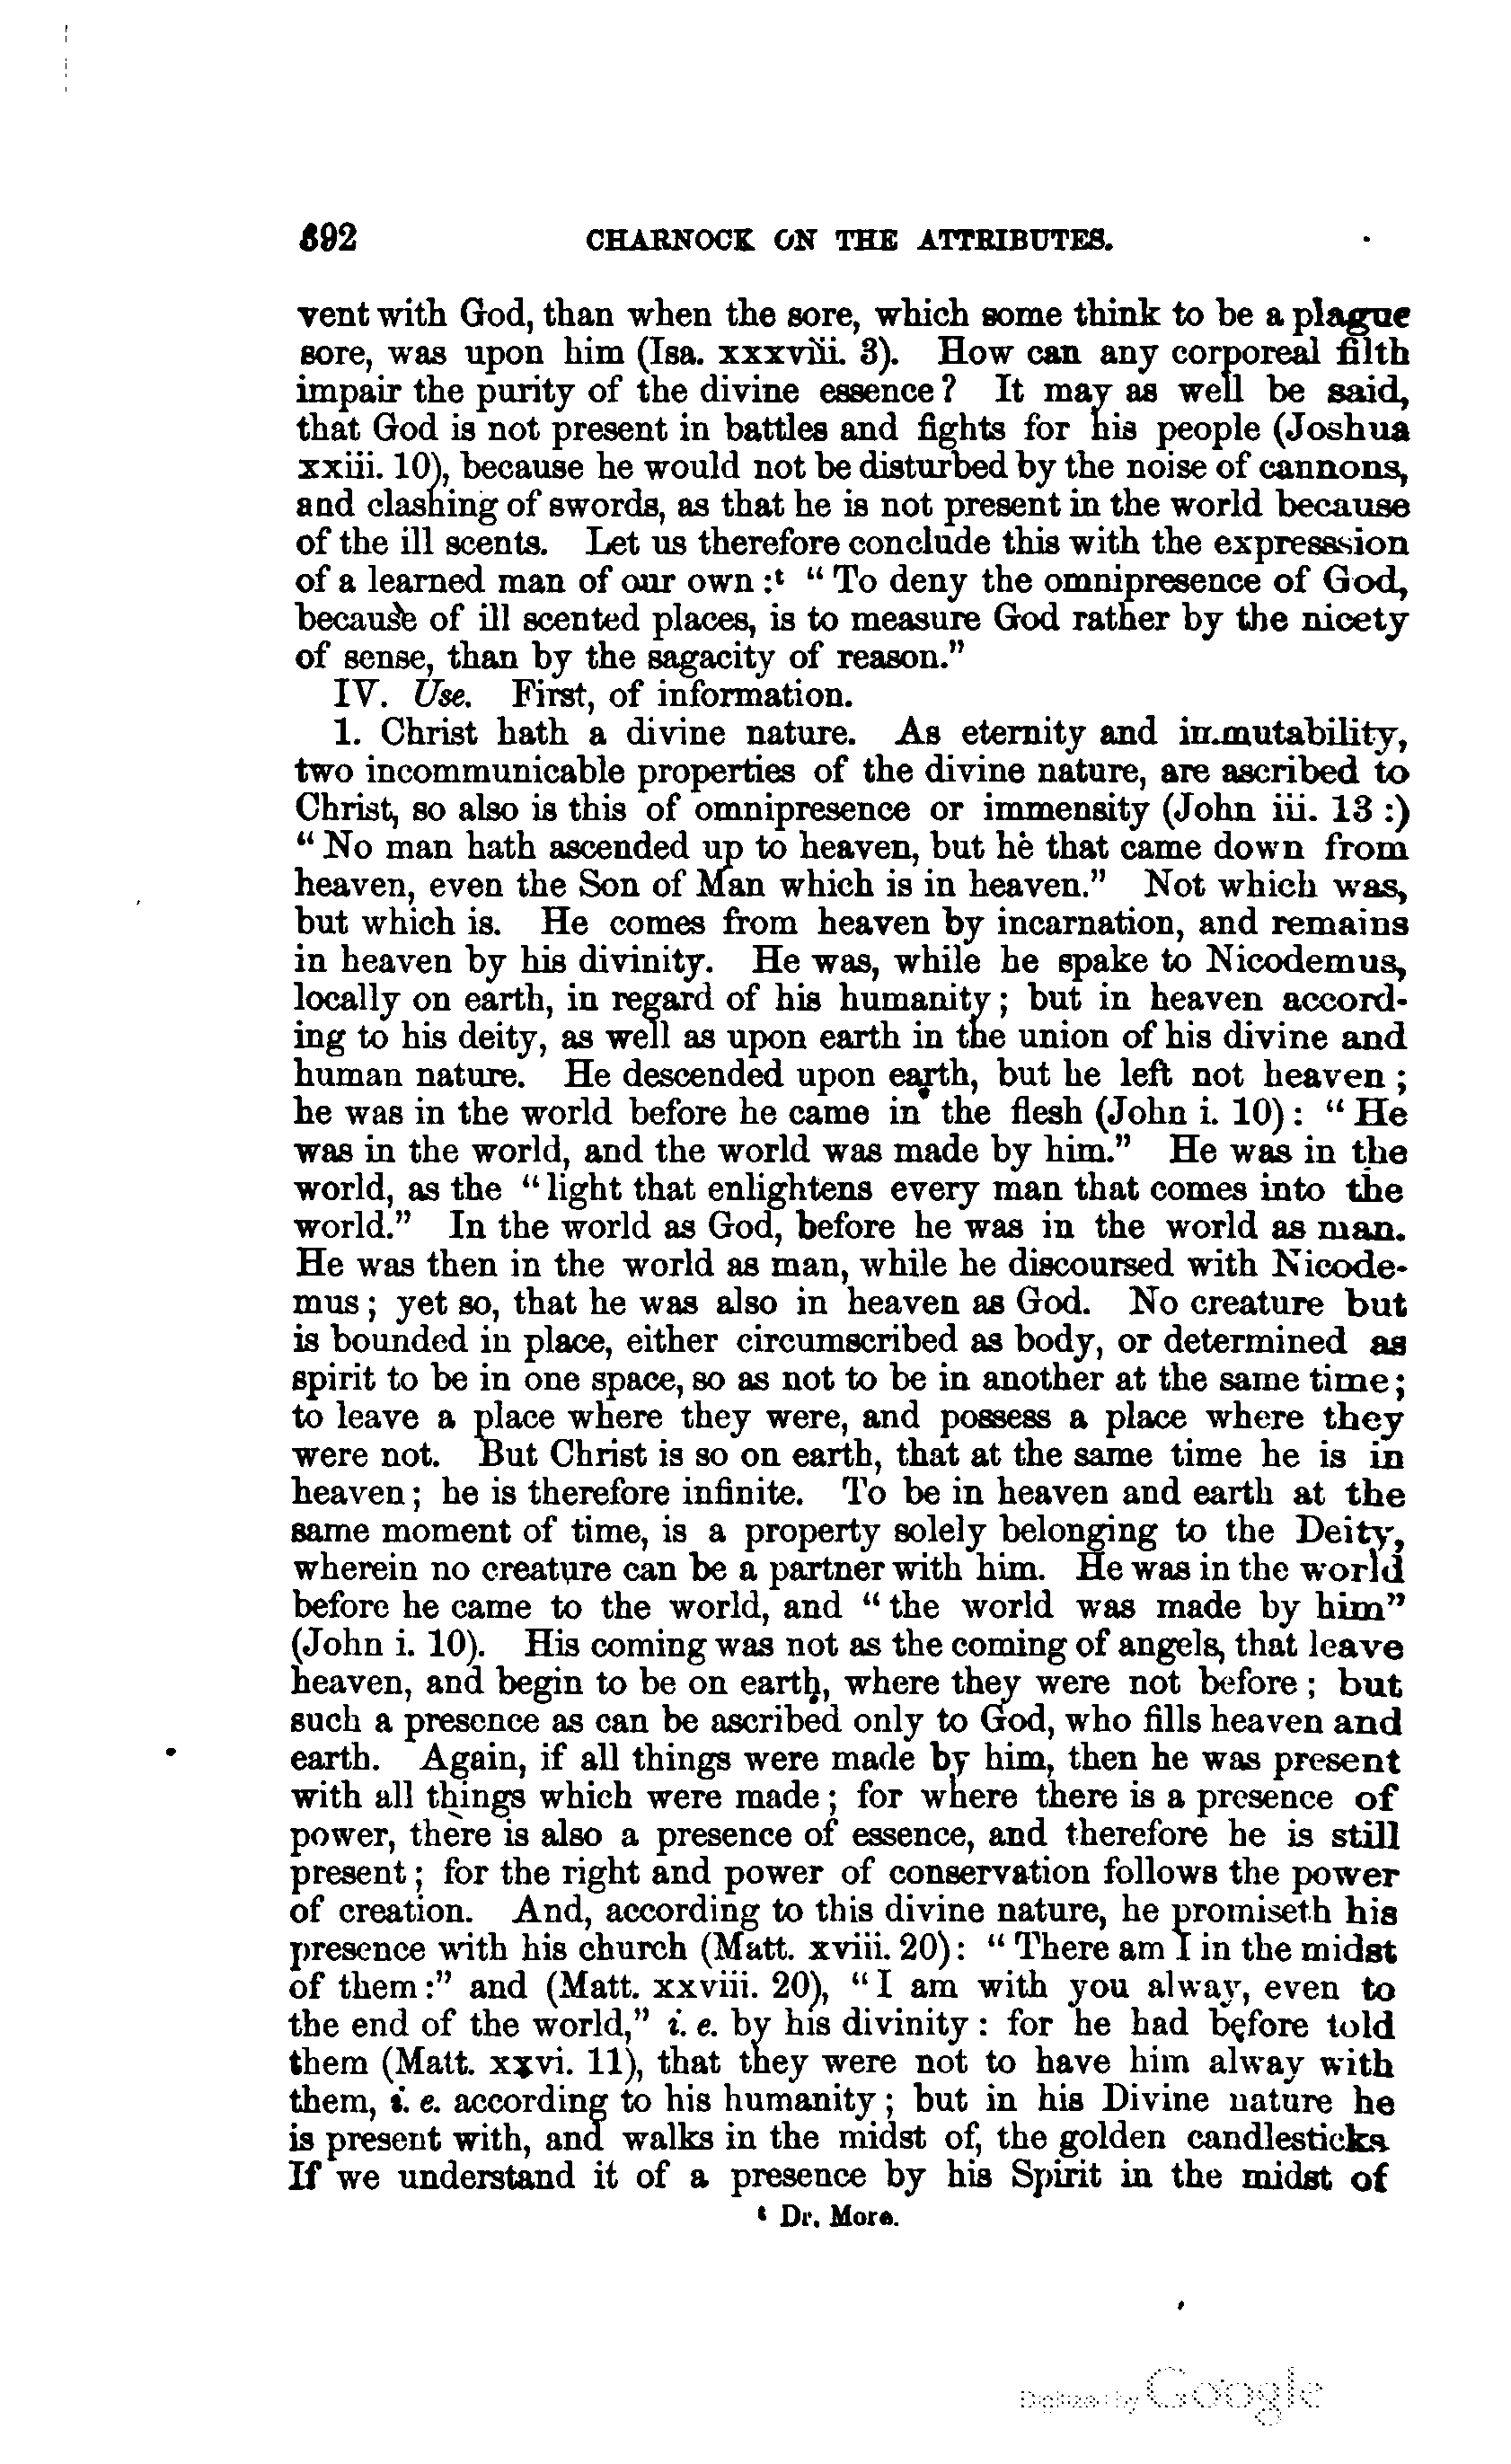 392 CHARNOCK ON THE ATTRIBUTES.
vent with God, than when the sore, which some think to be a plague
sore, was upon him (Isa. xxxviii. 3). How can any corporeal filth
impair the purity of the divine essence? It may as well be said,
that God is not present in battles and fights for his people (Joshua
xxiii. 10), because he would not be disturbed by the noise of cannons,
and clashing of swords, as that he is not present in the world because
of the ill scents. Let us therefore conclude this with the expresssion
of a learned man of our own :t “ To deny the omnipresence of God,
because of ill scented places, is to measure God rather by the nicety
of sense, than by the sagacity of reason.”
IV. Use. First, of information.
1. Christ hath a divine nature. As eternity and immutability,
two incommunicable properties of the divine nature, are ascribed to
Christ, so also is this of omnipresence or immensity (John iii. 13 :)
“ No man hath ascended up to heaven, but he that came down from
heaven, even the Son of Man which is in heaven.” Not which was,
but which is. He comes from heaven by incarnation, and remains
in heaven by his divinity. He was, while he spake to Nicodemus,
locally on earth, in regard of his humanity ; but in heaven accord-
ing to his deity, as well as upon earth in the union of his divine and
human nature. He descended upon earth, but he left not heaven ;
he was in the world before he came in the flesh (John i. 10) : “ He
was in the world, and the world was made by him.” He was in the
world, as the “ light that enlightens every man that comes into the
world.” In the world as God, before he was in the world as man.
He was then in the world as man, while he discoursed with Nicode-
mus ; yet so, that he was also in heaven as God. No creature but
is bounded in place, either circumscribed as body, or determined as
spirit to be in one space, so as not to be in another at the same time ;
to leave a place where they were, and possess a place where they
were not. But Christ is so on earth, that at the same time he is in
heaven ; he is therefore infinite. To be in heaven and earth at the
same moment of time, is a property solely belonging to the Deity,
wherein no creature can be a partner with him. He was in the world
before he came to the world, and “ the world was made by him”
(John i. 10). His coming was not as the coming of angels, that leave
heaven, and begin to be on earth, where they were not before ; but
such a presence as can be ascribed only to God, who fills heaven and
earth. Again, if all things were made by him, then he was present
with all things which were made ; for where there is a presence of
power, there is also a presence of essence, and therefore he is still
present ; for the right and power of conservation follows the power
of creation. And, according to this divine nature, he promiseth his
presence with his church (Matt. xviii. 20) : “ There am I in the midst
of them :” and (Matt. xxviii. 20), “ I am with you alway, even to
the end of the world,” i. e. by his divinity : for he had before told
them (Matt. xxvi. 11), that they were not to have him alway with
them, i. e. according to his humanity ; but in his Divine nature he
is present with, and walks in the midst of, the golden candlesticks
If we understand it of a presence by his Spirit in the midst of
t Dr. More.
Digitized by Google